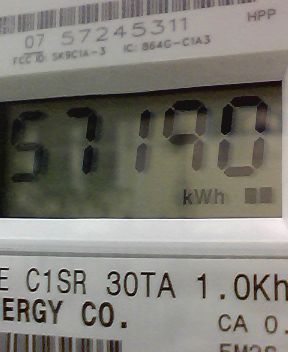 07 57245311 HPP
FCC ID: SK9C1A-3 IC: 864G-C1A3
57190
kWh
E C1SR 30TA 1.0Kh
NERGY CO.
CA 0.